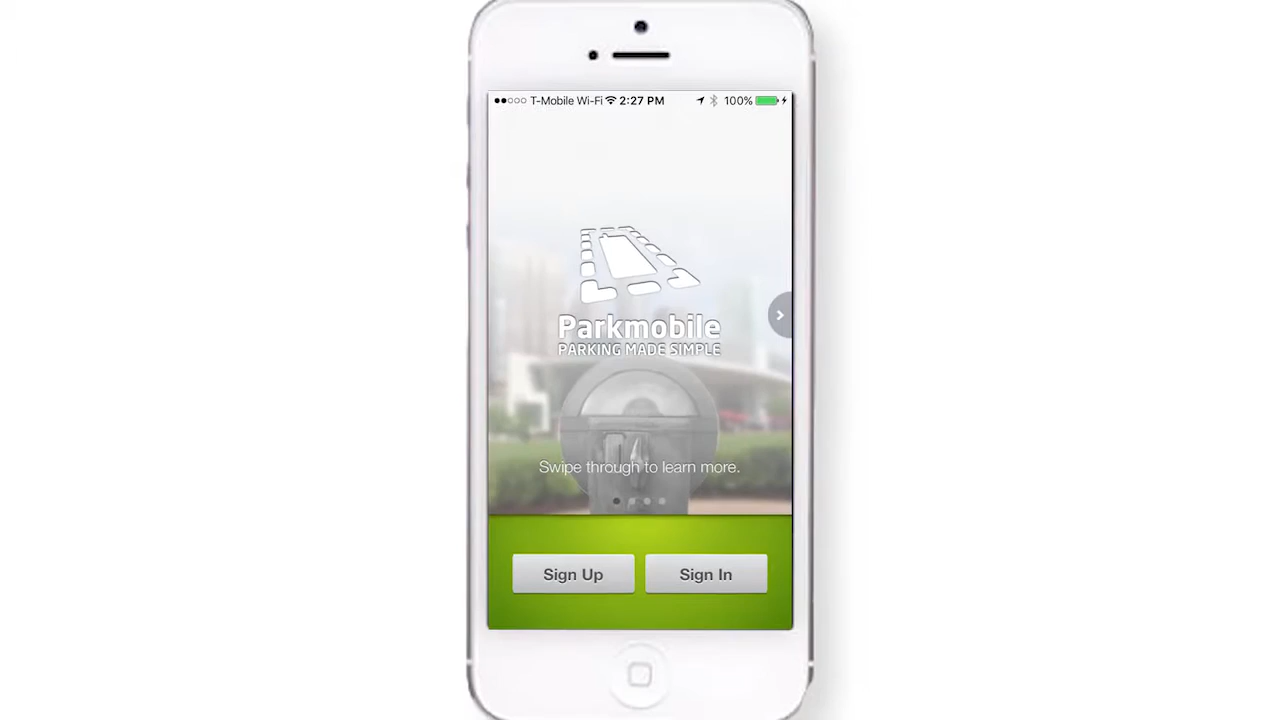 T-Mobile Wi-Fi 2:27 PM 100%
Parkmobile
PARKING MADE SIMPLE
Swipe through to learn more.
Sign Up Sign In